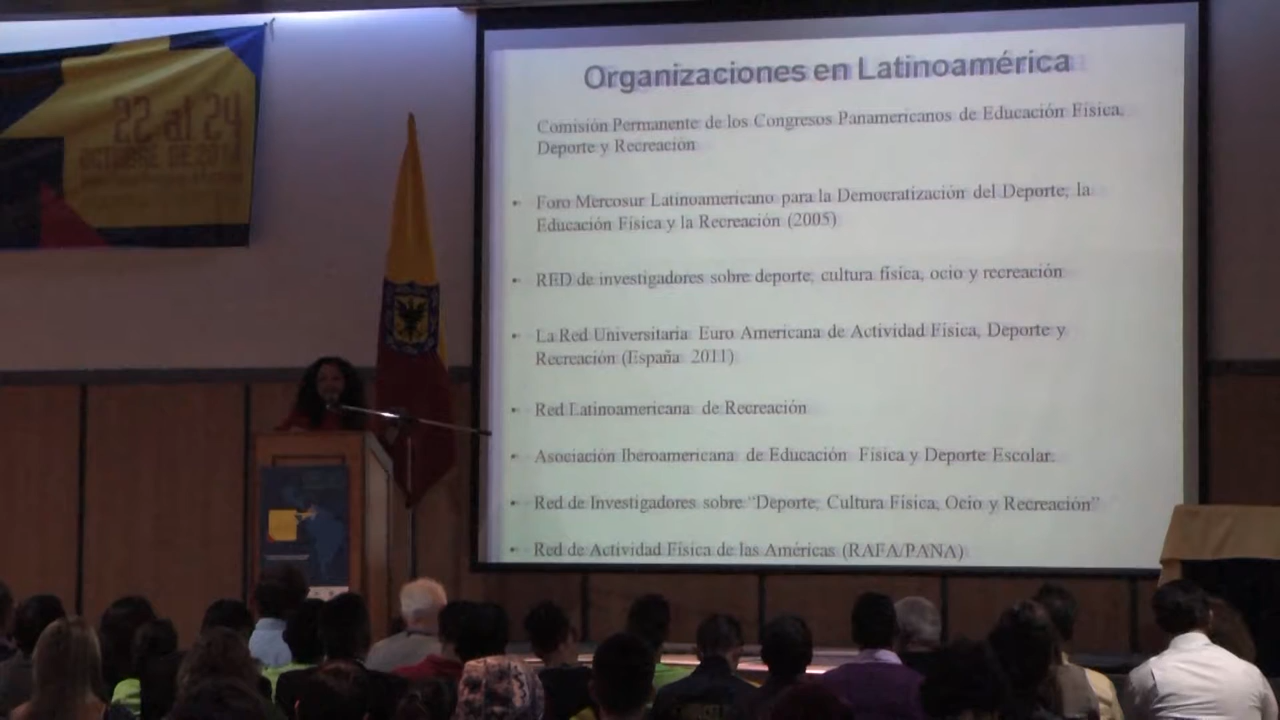 22 al 24
Organizaciones en Latinoamérica
Comisión Permanente de los Congresos Panamericanos de Educación Física,
Deporte y Recreación
• Foro Mercosur Latinoamericano para la Democratización del Deporte, la
Educación Física y la Recreación (2005)
• RED de investigadores sobre deporte, cultura física, ocio y recreación
• La Red Universitaria Euro Americana de Actividad Física, Deporte y
Recreación (España 2011)
• Red Latinoamericana de Recreación
• Asociación Iberoamericana de Educación Física y Deporte Escolar.
• Red de Investigadores sobre "Deporte, Cultura Física, Ocio y Recreación"
• Red de Actividad Física de las Américas (RAFA/PANA)